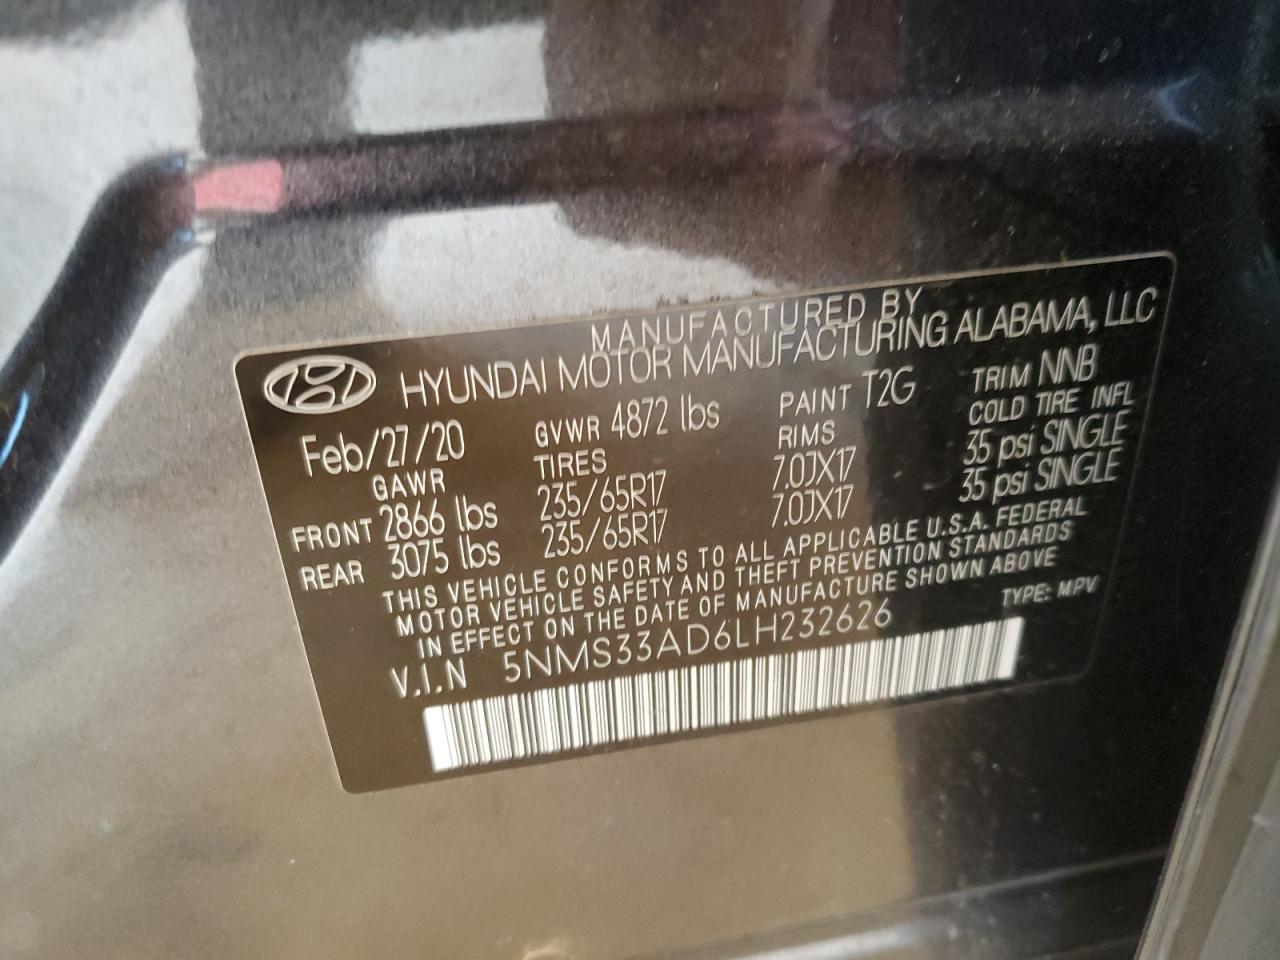 MANUFACTURED BY
HYUNDAI MOTOR MANUFACTURING ALABAMA, LLC
Feb/27/20 GVWR 4872 lbs PAINT T2G TRIM NNB
GAWR TIRES RIMS COLD TIRE INFL
FRONT 2866 lbs 235/65R17 7.0JX17 35 psi SINGLE
REAR 3075 lbs 235/65R17 7.0JX17 35 psi SINGLE
THIS VEHICLE CONFORMS TO ALL APPLICABLE U.S.A. FEDERAL
MOTOR VEHICLE SAFETY AND THEFT PREVENTION STANDARDS
IN EFFECT ON THE DATE OF MANUFACTURE SHOWN ABOVE
V.I.N 5NMS33AD6LH232626 TYPE: MPV